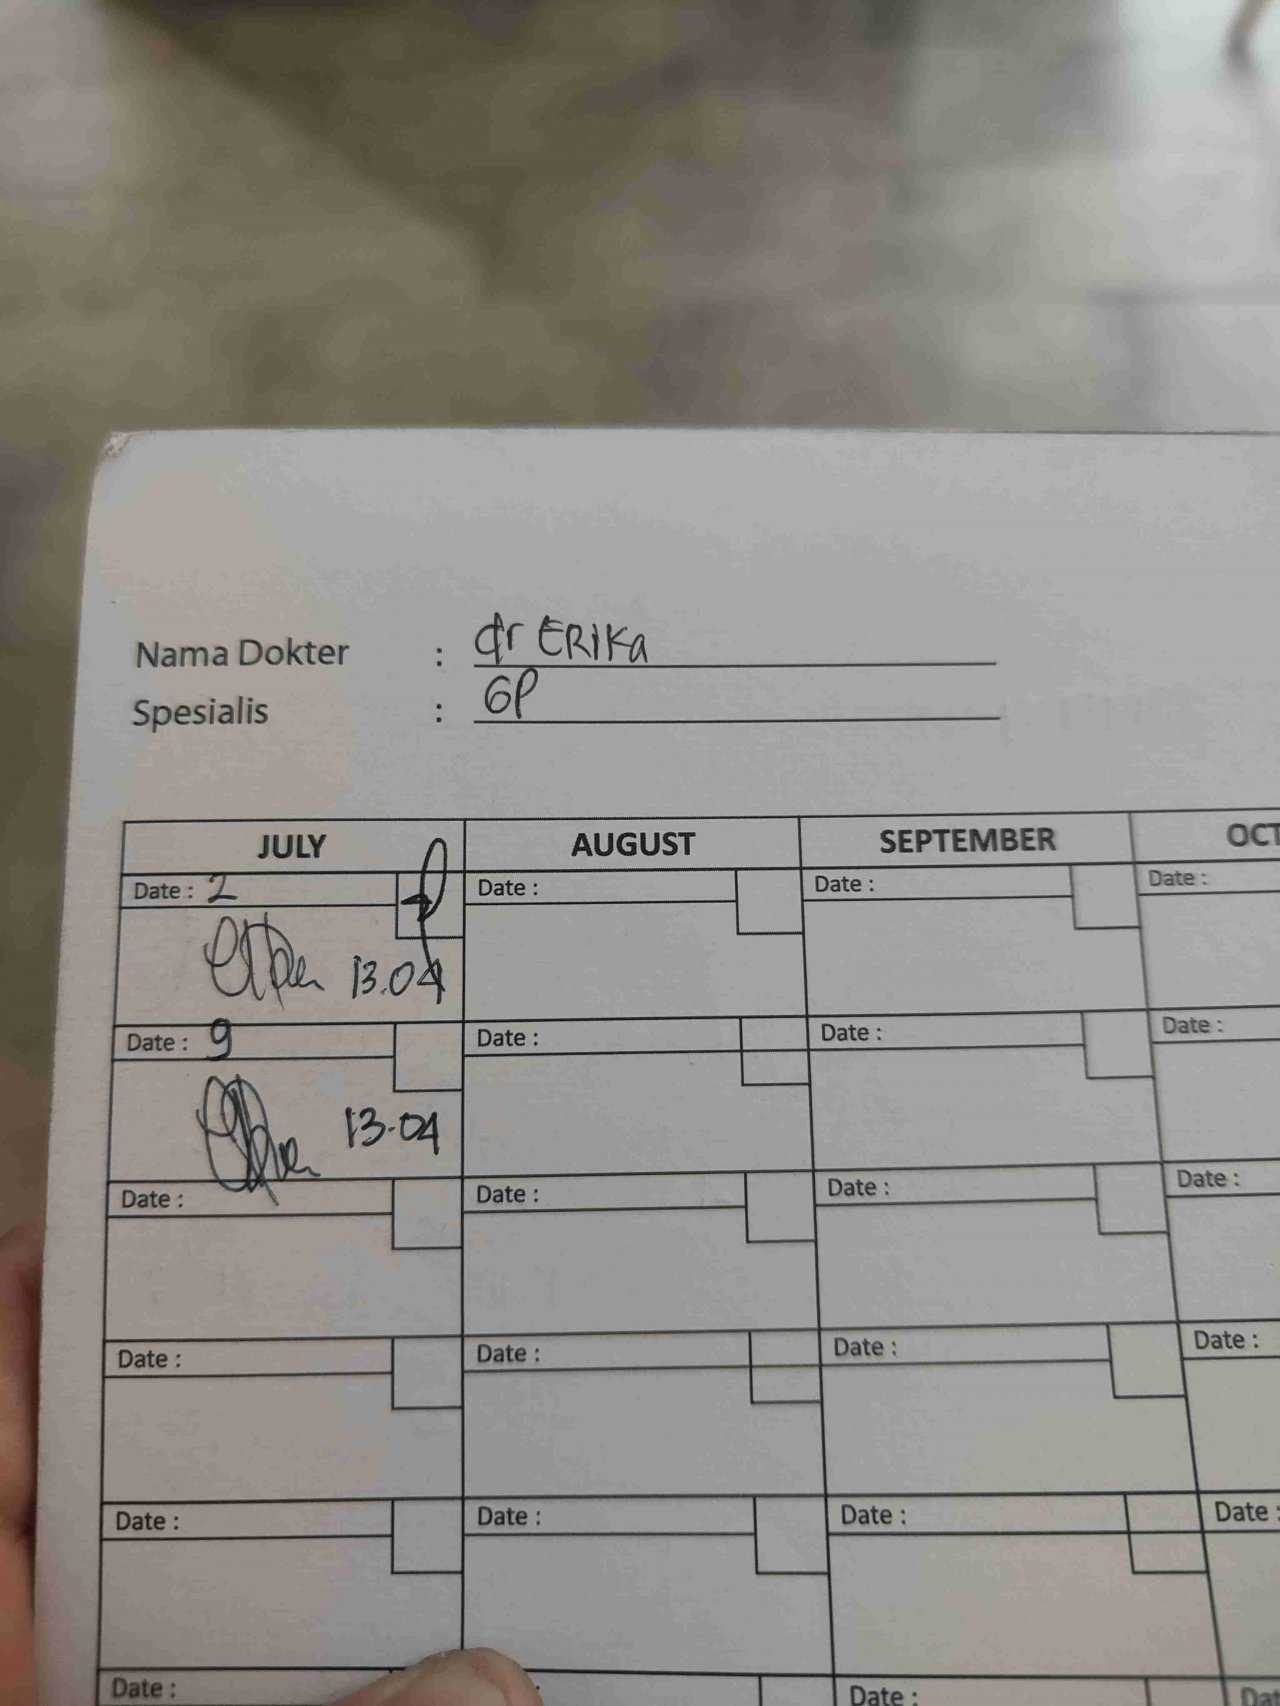 Nama Dokter : dr ERIKa
Spesialis : GP
JULY AUGUST SEPTEMBER
Date : 2 Date : Date : Date :
13.04
Date : 9 Date : Date : Date :
13.04
Date : Date : Date : Date :
Date : Date : Date : Date :
Date : Date : Date : Date :
Date : Date :